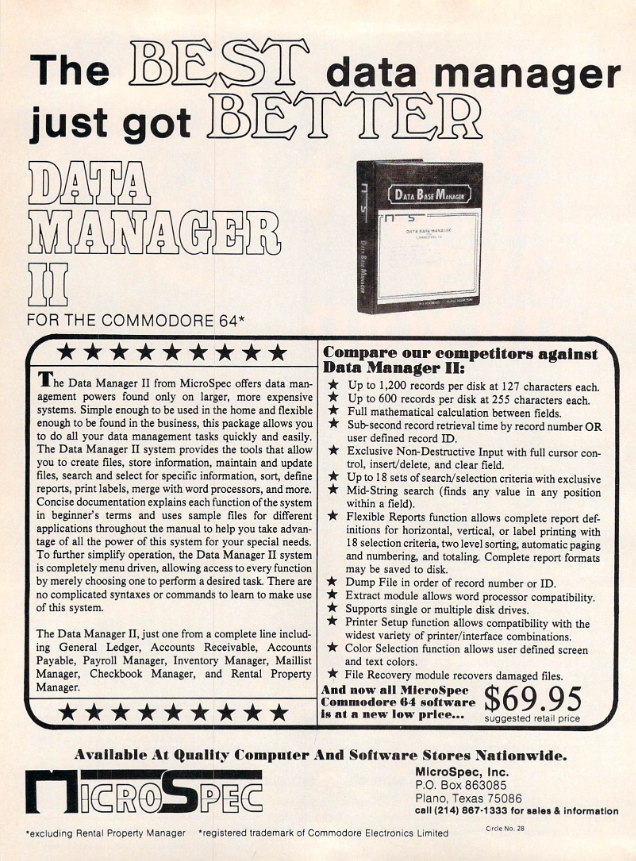 The BEST data manager
just got BETTER
DATA
MANAGER
II
FOR THE COMMODORE 64*
DATA BASE MANAGER
DATA BASE MANAGER
Data Base Manager
The Data Manager II from MicroSpec offers data man-
agement powers found only on larger, more expensive
systems. Simple enough to be used in the home and flexible
enough to be found in the business, this package allows you
to do all your data management tasks quickly and easily.
The Data Manager II system provides the tools that allow
you to create files, store information, maintain and update
files, search and select for specific information, sort, define
reports, print labels, merge with word processors, and more.
Concise documentation explains each function of the system
in beginner's terms and uses sample files for different
applications throughout the manual to help you take advan-
tage of all the power of this system for your special needs.
To further simplify operation, the Data Manager II system
is completely menu driven, allowing access to every function
by merely choosing one to perform a desired task. There are
no complicated syntaxes or commands to learn to make use
of this system.
The Data Manager II, just one from a complete line includ-
ing General Ledger, Accounts Receivable, Accounts
Payable, Payroll Manager, Inventory Manager, Maillist
Manager, Checkbook Manager, and Rental Property
Manager.
Compare our competitors against
Data Manager II:
★ Up to 1,200 records per disk at 127 characters each.
★ Up to 600 records per disk at 255 characters each.
★ Full mathematical calculation between fields.
★ Sub-second record retrieval time by record number OR
user defined record ID.
★ Exclusive Non-Destructive Input with full cursor con-
trol, insert/delete, and clear field.
★ Up to 18 sets of search/selection criteria with exclusive
★ Mid-String search (finds any value in any position
within a field).
★ Flexible Reports function allows complete report def-
initions for horizontal, vertical, or label printing with
18 selection criteria, two level sorting, automatic paging
and numbering, and totaling. Complete report formats
may be saved to disk.
★ Dump File in order of record number or ID.
★ Extract module allows word processor compatibility.
★ Supports single or multiple disk drives.
★ Printer Setup function allows compatibility with the
widest variety of printer/interface combinations.
★ Color Selection function allows user defined screen
and text colors.
★ File Recovery module recovers damaged files.
And now all MicroSpec
Commodore 64 software
is at a new low price...
$69.95
suggested retail price
Available At Quality Computer And Software Stores Nationwide.
MICROSPEC
MicroSpec, Inc.
P.O. Box 863085
Plano, Texas 75086
call (214) 867-1333 for sales & information
*excluding Rental Property Manager *registered trademark of Commodore Electronics Limited
Circle No. 28